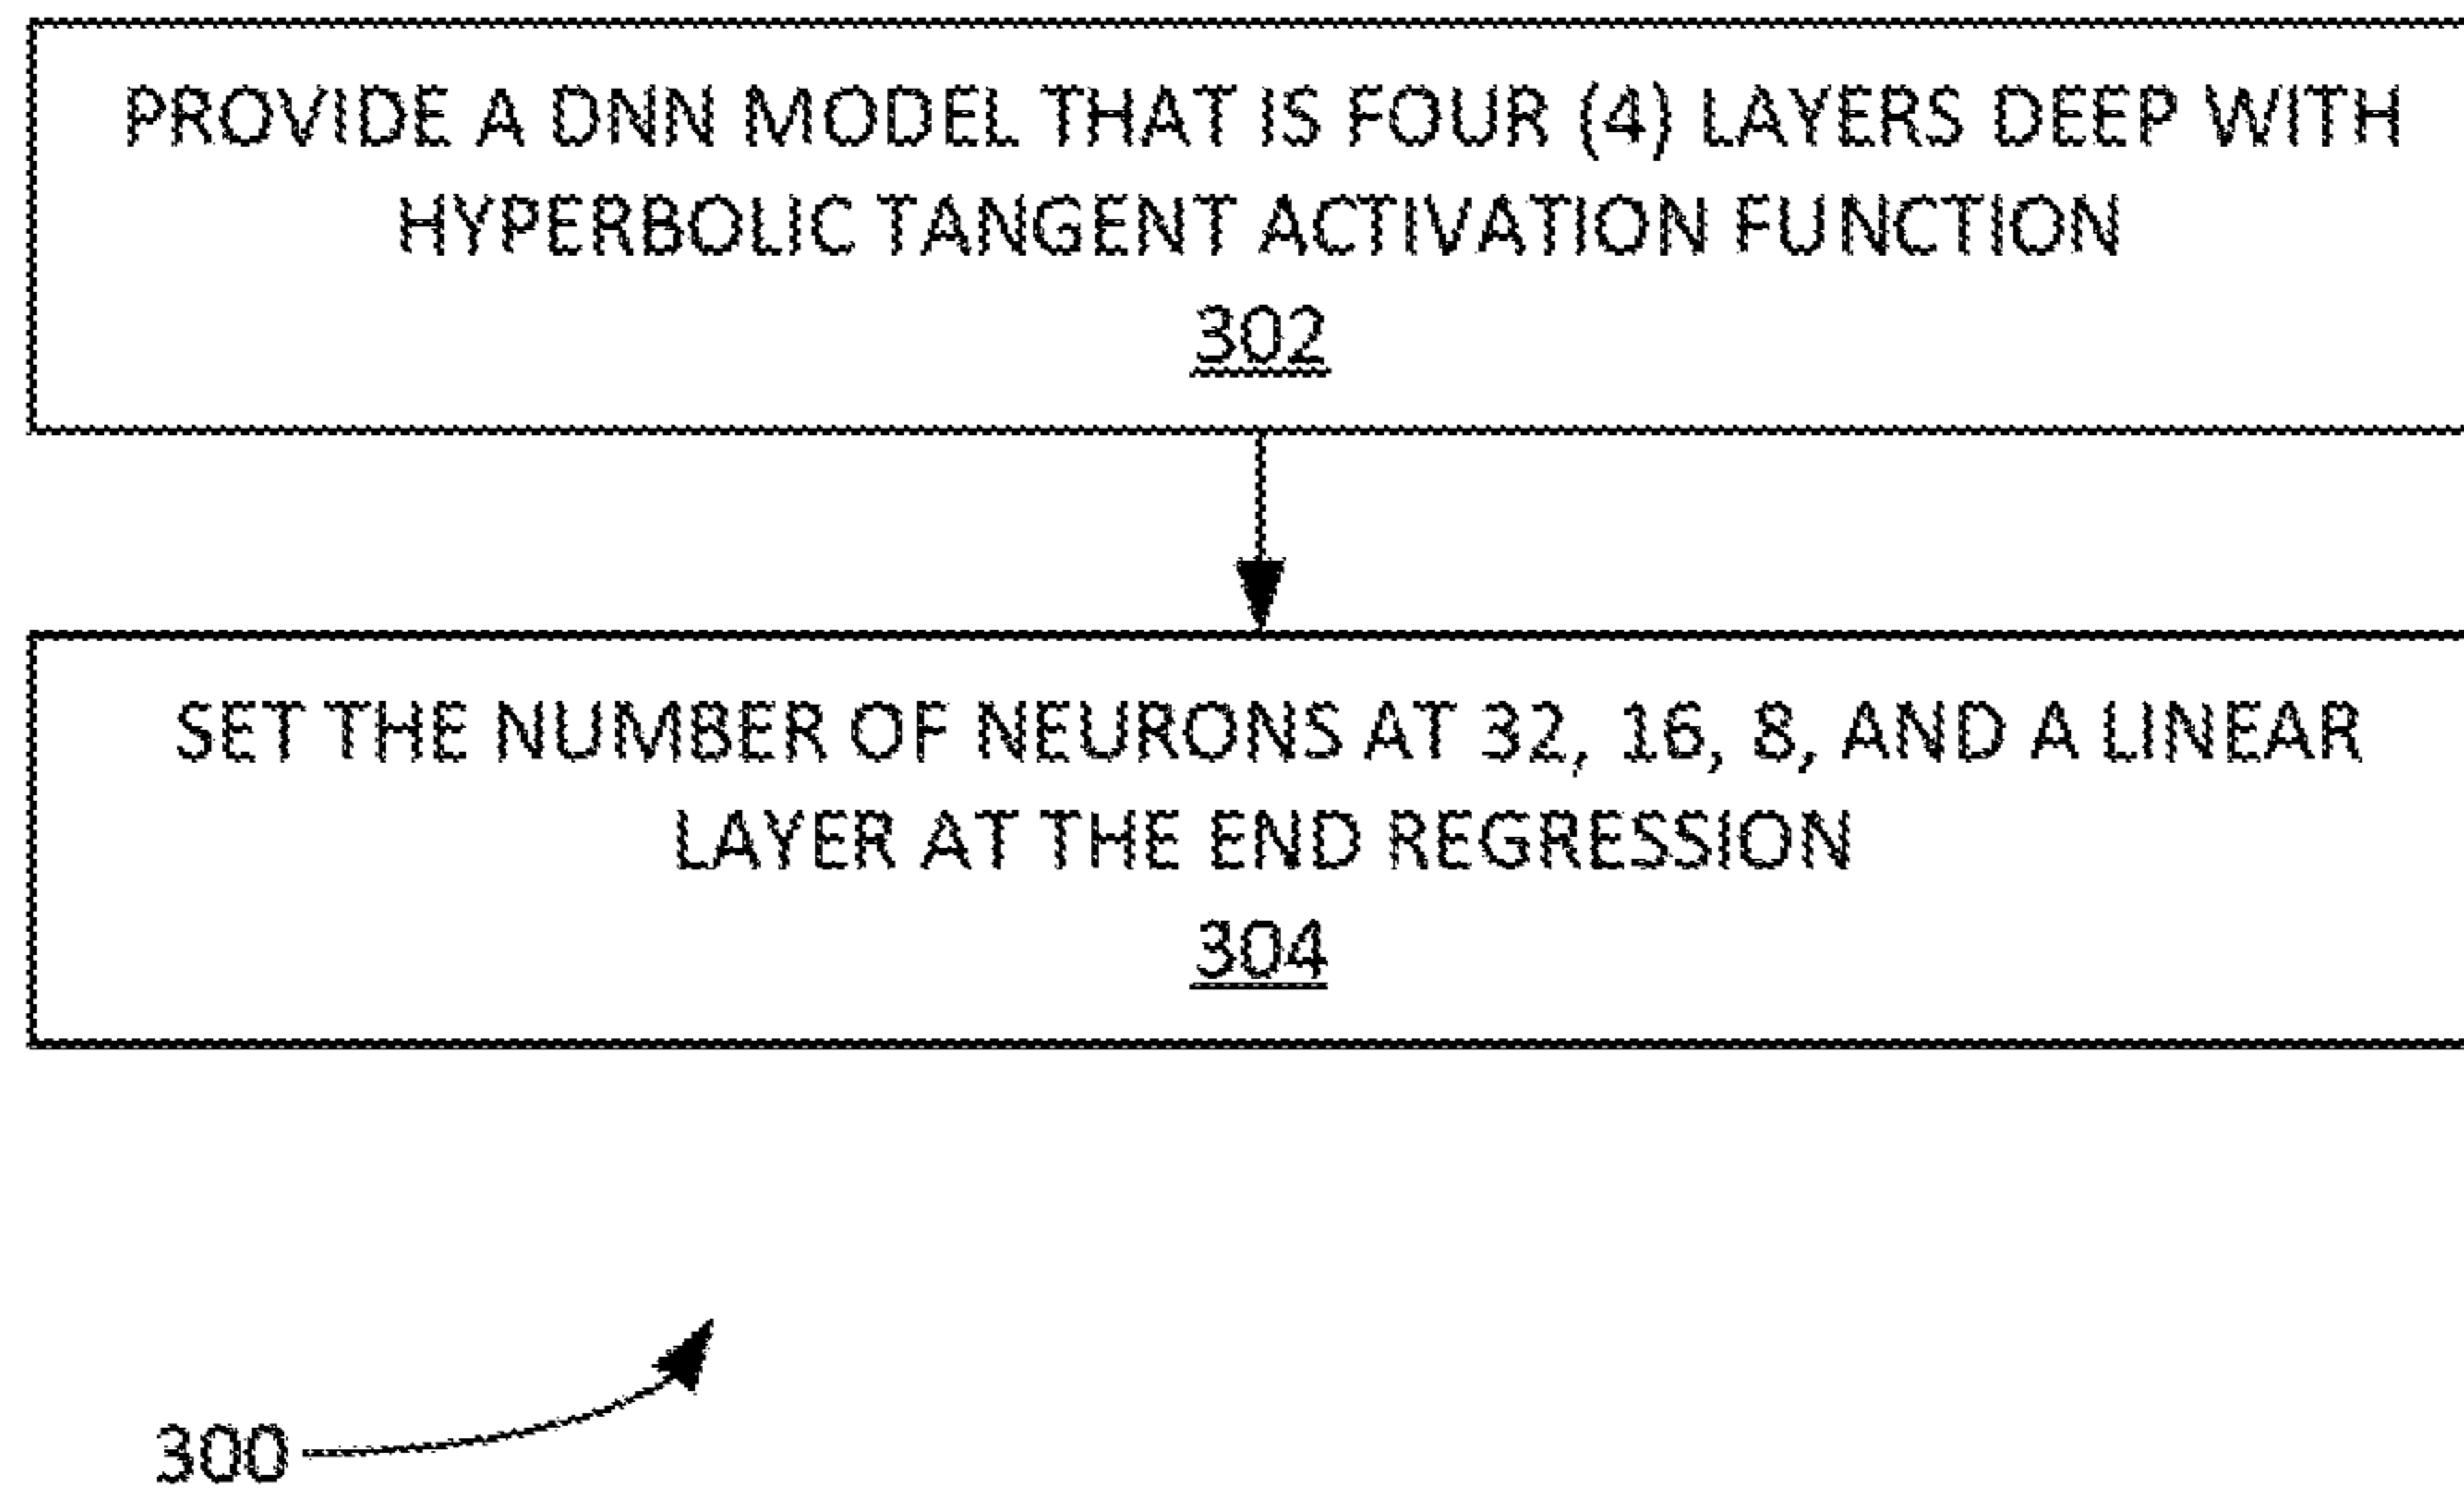 PROVIDE A DNN MODEL THAT IS FOUR (4) LAYERS DEEP WITH
HYPERBOLIC TANGENT ACTIVATION FUNCTION
302
SET THE NUMBER OF NEURONS AT 32, 16, 8, AND A LINEAR
LAYER AT THE END REGRESSION
304
300